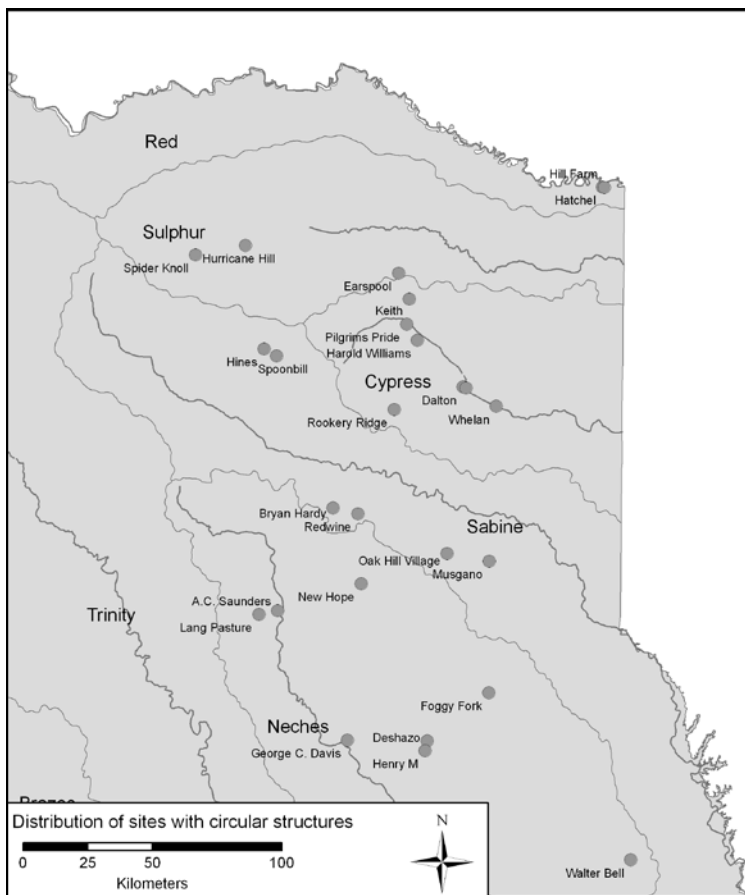 Red
Hill Farm
Hatchel
Sulphur
Hurricane Hill
Spider Knoll
Earspool
Keith
Pilgrims Pride
Harold Williams
Hines
Spoonbill
Cypress
Dalton
Whelan
Rookery Ridge
Bryan Hardy
Redwine
Sabine
Oak Hill Village
Musgano
New Hope
A.C. Saunders
Trinity
Lang Pasture
Foggy Fork
Neches
Deshazo
George C. Davis
Henry M
Brazos
Distribution of sites with circular structures
N
0 25 50 100
Kilometers
Walter Bell